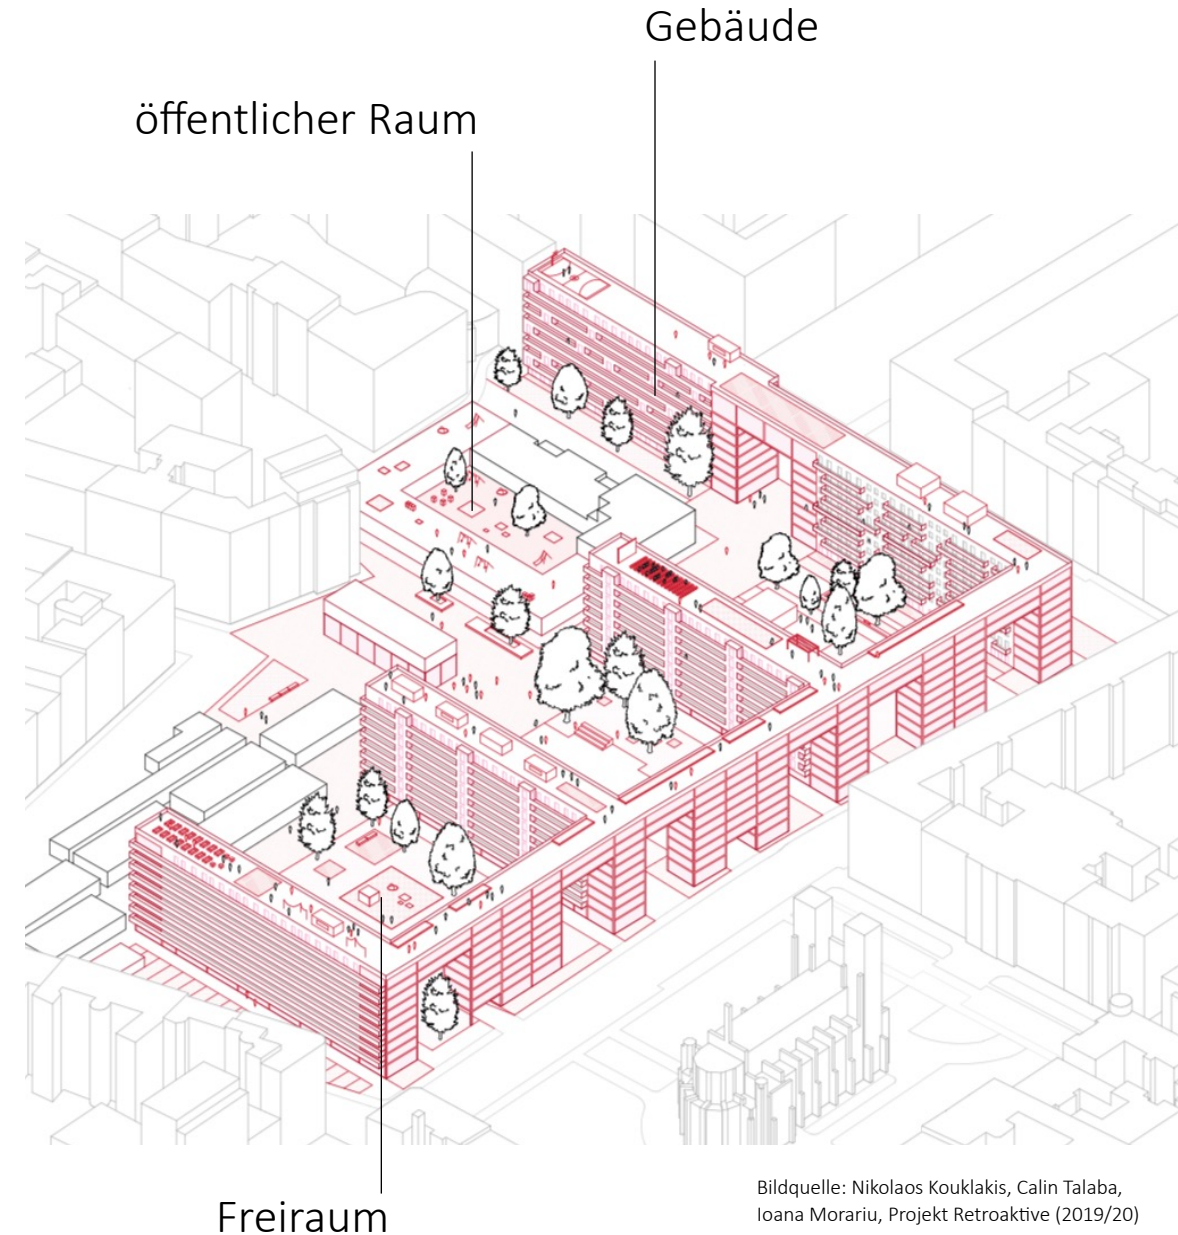 Gebäude
öffentlicher Raum
Freiraum
Bildquelle: Nikolaos Kouklakis, Calin Talaba,
Ioana Morariu, Projekt Retroaktive (2019/20)